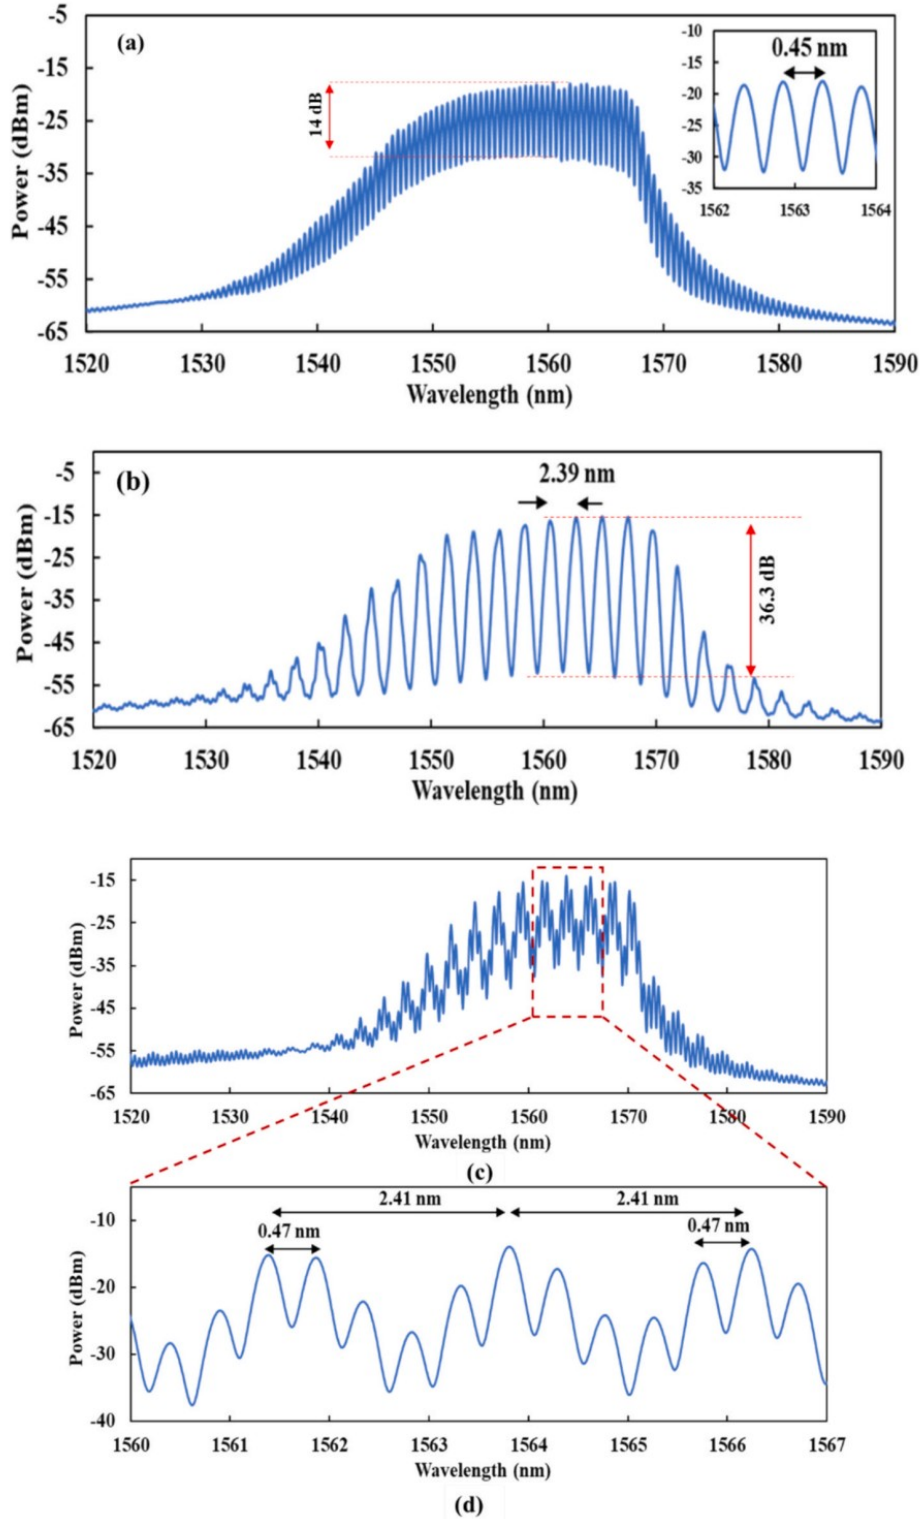 (a)
-5
-15
-25
-35
-45
-55
-65
Power (dBm)
14 dB
0.45 nm
-10
-15
-20
-25
-30
-35
1562 1563 1564
1520 1530 1540 1550 1560 1570 1580 1590
Wavelength (nm)
(b)
2.39 nm
-5
-15
-25
-35
-45
-55
-65
Power (dBm)
36.3 dB
1520 1530 1540 1550 1560 1570 1580 1590
Wavelength (nm)
-15
-25
-35
-45
-55
-65
Power (dBm)
1520 1530 1540 1550 1560 1570 1580 1590
Wavelength (nm)
(c)
2.41 nm 2.41 nm
0.47 nm 0.47 nm
-10
-20
-30
-40
Power (dBm)
1560 1561 1562 1563 1564 1565 1566 1567
Wavelength (nm)
(d)